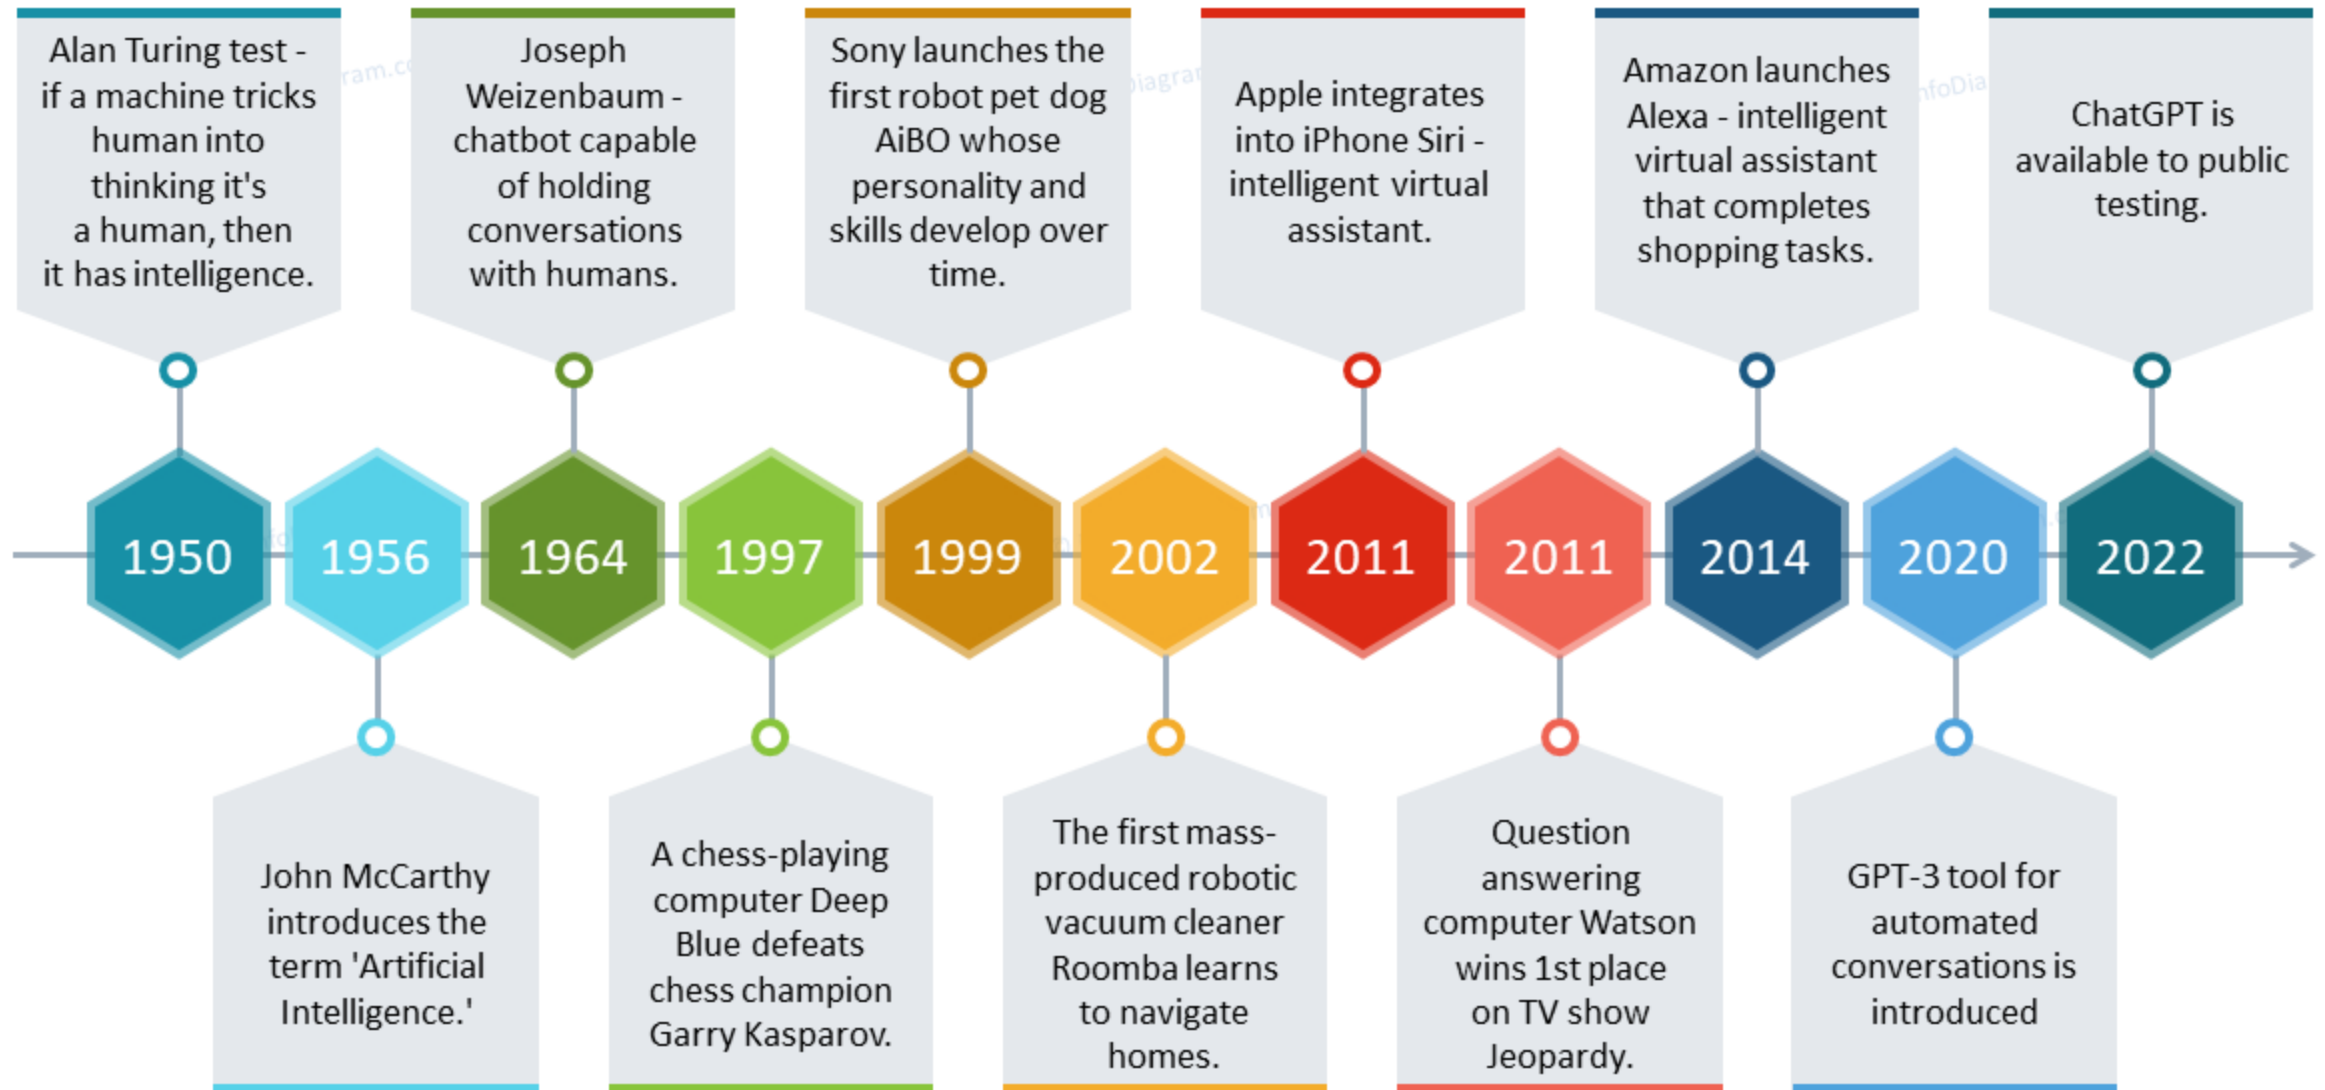 Alan Turing test -
if a machine tricks
human into
thinking it's
a human, then
it has intelligence.
Joseph
Weizenbaum -
chatbot capable
of holding
conversations
with humans.
Sony launches the
first robot pet dog
AiBO whose
personality and
skills develop over
time.
Apple integrates
into iPhone Siri -
intelligent virtual
assistant.
Amazon launches
Alexa - intelligent
virtual assistant
that completes
shopping tasks.
ChatGPT is
available to public
testing.
1950
1956
1964
1997
1999
2002
2011
2011
2014
2020
2022
John McCarthy
introduces the
term 'Artificial
Intelligence.'
A chess-playing
computer Deep
Blue defeats
chess champion
Garry Kasparov.
The first mass-
produced robotic
vacuum cleaner
Roomba learns
to navigate
homes.
Question
answering
computer Watson
wins 1st place
on TV show
Jeopardy.
GPT-3 tool for
automated
conversations is
introduced